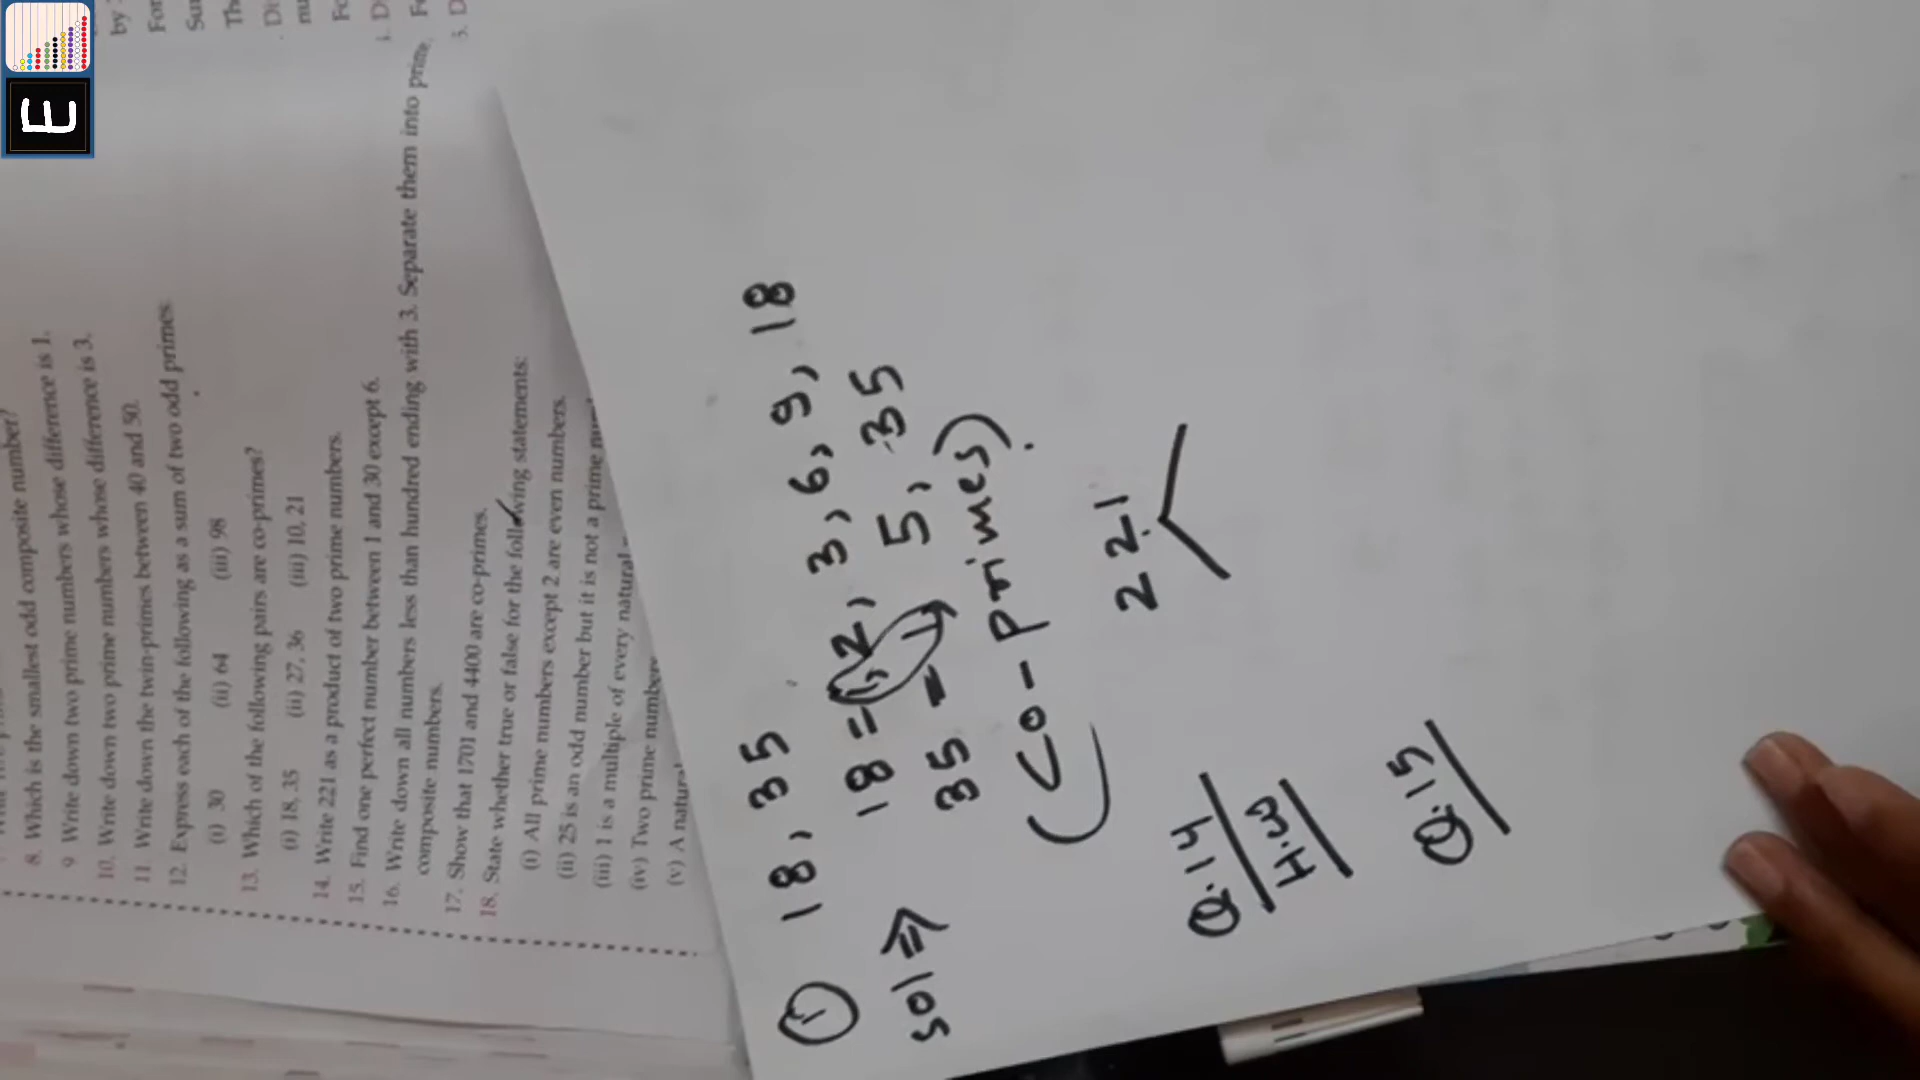 by
For
Su
Th
8. Which is the smallest odd composite number?
9 Write down two prime numbers whose difference is 1.
10. Write down two prime numbers whose difference is 3.
11 Write down the twin-primes between 40 and 50.
12. Express each of the following as a sum of two odd primes:
(i) 30 (ii) 64 (iii) 98
13. Which of the following pairs are co-primes?
(i) 18, 35 (ii) 27, 36 (iii) 10, 21
14. Write 221 as a product of two prime numbers.
15. Find one perfect number between 1 and 30 except 6.
16. Write down all numbers less than hundred ending with 3. Separate them into prime
composite numbers.
17. Show that 1701 and 4400 are co-primes.
18. State whether true or false for the following statements:
(i) All prime numbers except 2 are even numbers.
(ii) 25 is an odd number but it is not a prime
(iii) 1 is a multiple of every natural
(iv) Two prime numbers
(v) A natural
E
① 18, 35
sol ⇒ 18 = 1, 2, 3, 6, 9, 18
35 = 1, 5, 35
(Co-Primes).
Q.14 221
H.W
Q.15